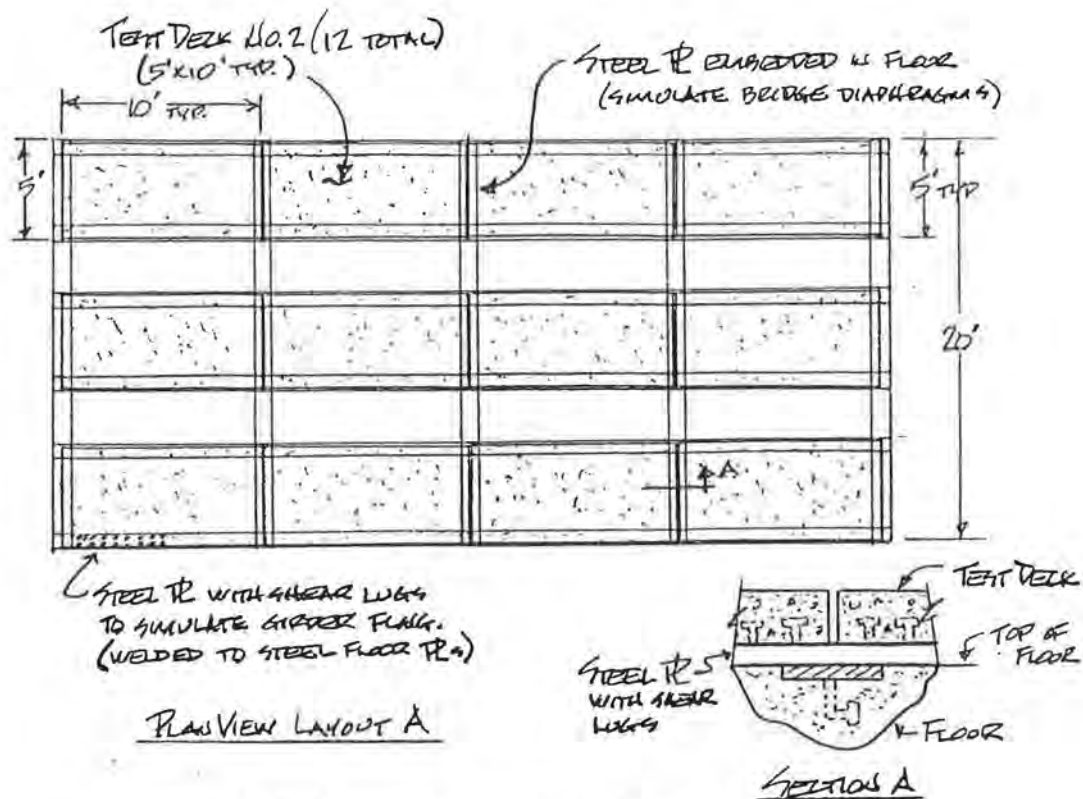 TEST DECK NO. 2 (12 TOTAL)
(5'X10' TYP.)
10' TYP.
STEEL PL EMBEDDED IN FLOOR
(SIMULATE BRIDGE DIAPHRAGMS)
5'
5' TYP.
20'
A
STEEL PL WITH SHEAR LUGS
TO SIMULATE GIRDER FLANG.
(WELDED TO STEEL FLOOR PLs)
PLAN VIEW LAYOUT A
TEST DECK
TOP OF
FLOOR
STEEL PL
WITH SHEAR
LUGS
FLOOR
SECTION A